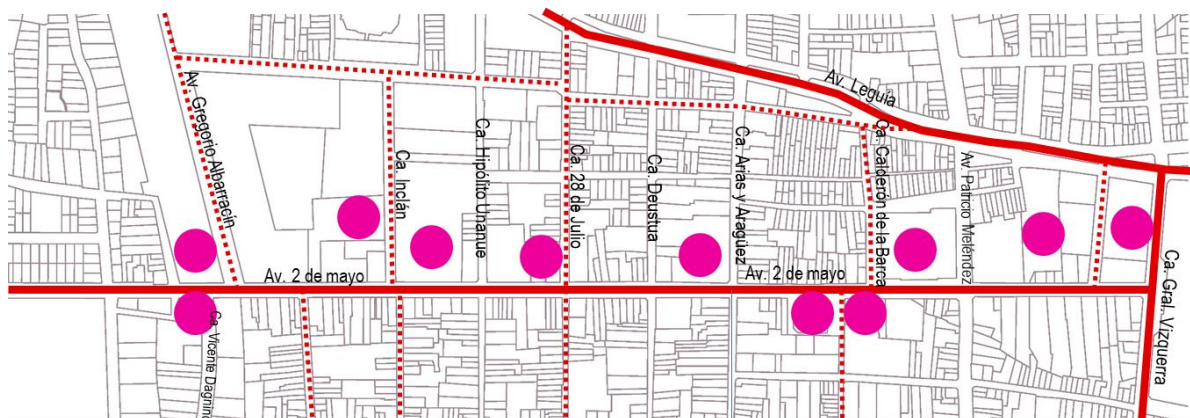 Av. Leguía
Av. Gregorio Albarracín
Ca. Inclán
Ca. Hipólito Unanue
Ca. 28 de Julio
Ca. Deustua
Ca. Arias y Aragüez
Ca. Calderón de la Barca
Av. Patricio Meléndez
Av. 2 de mayo
Av. 2 de mayo
Ca. Gral. Vizquerra
Ca. Vicente Dagnino